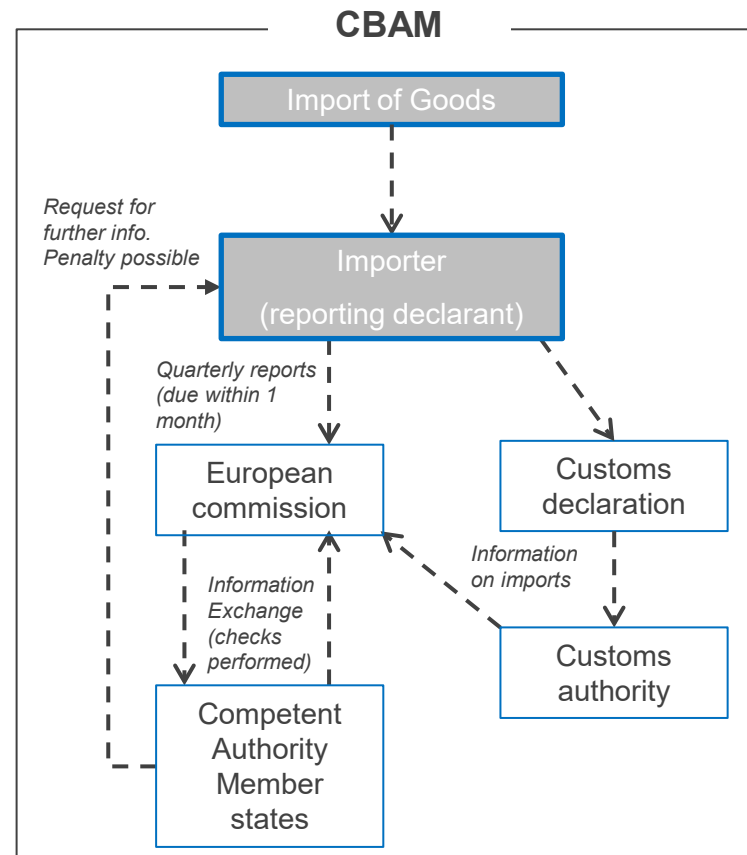 CBAM
Import of Goods
Request for
further info.
Penalty possible
Importer
(reporting declarant)
Quarterly reports
(due within 1
month)
European
commission
Customs
declaration
Information
on imports
Information
Exchange
(checks
performed)
Customs
authority
Competent
Authority
Member
states